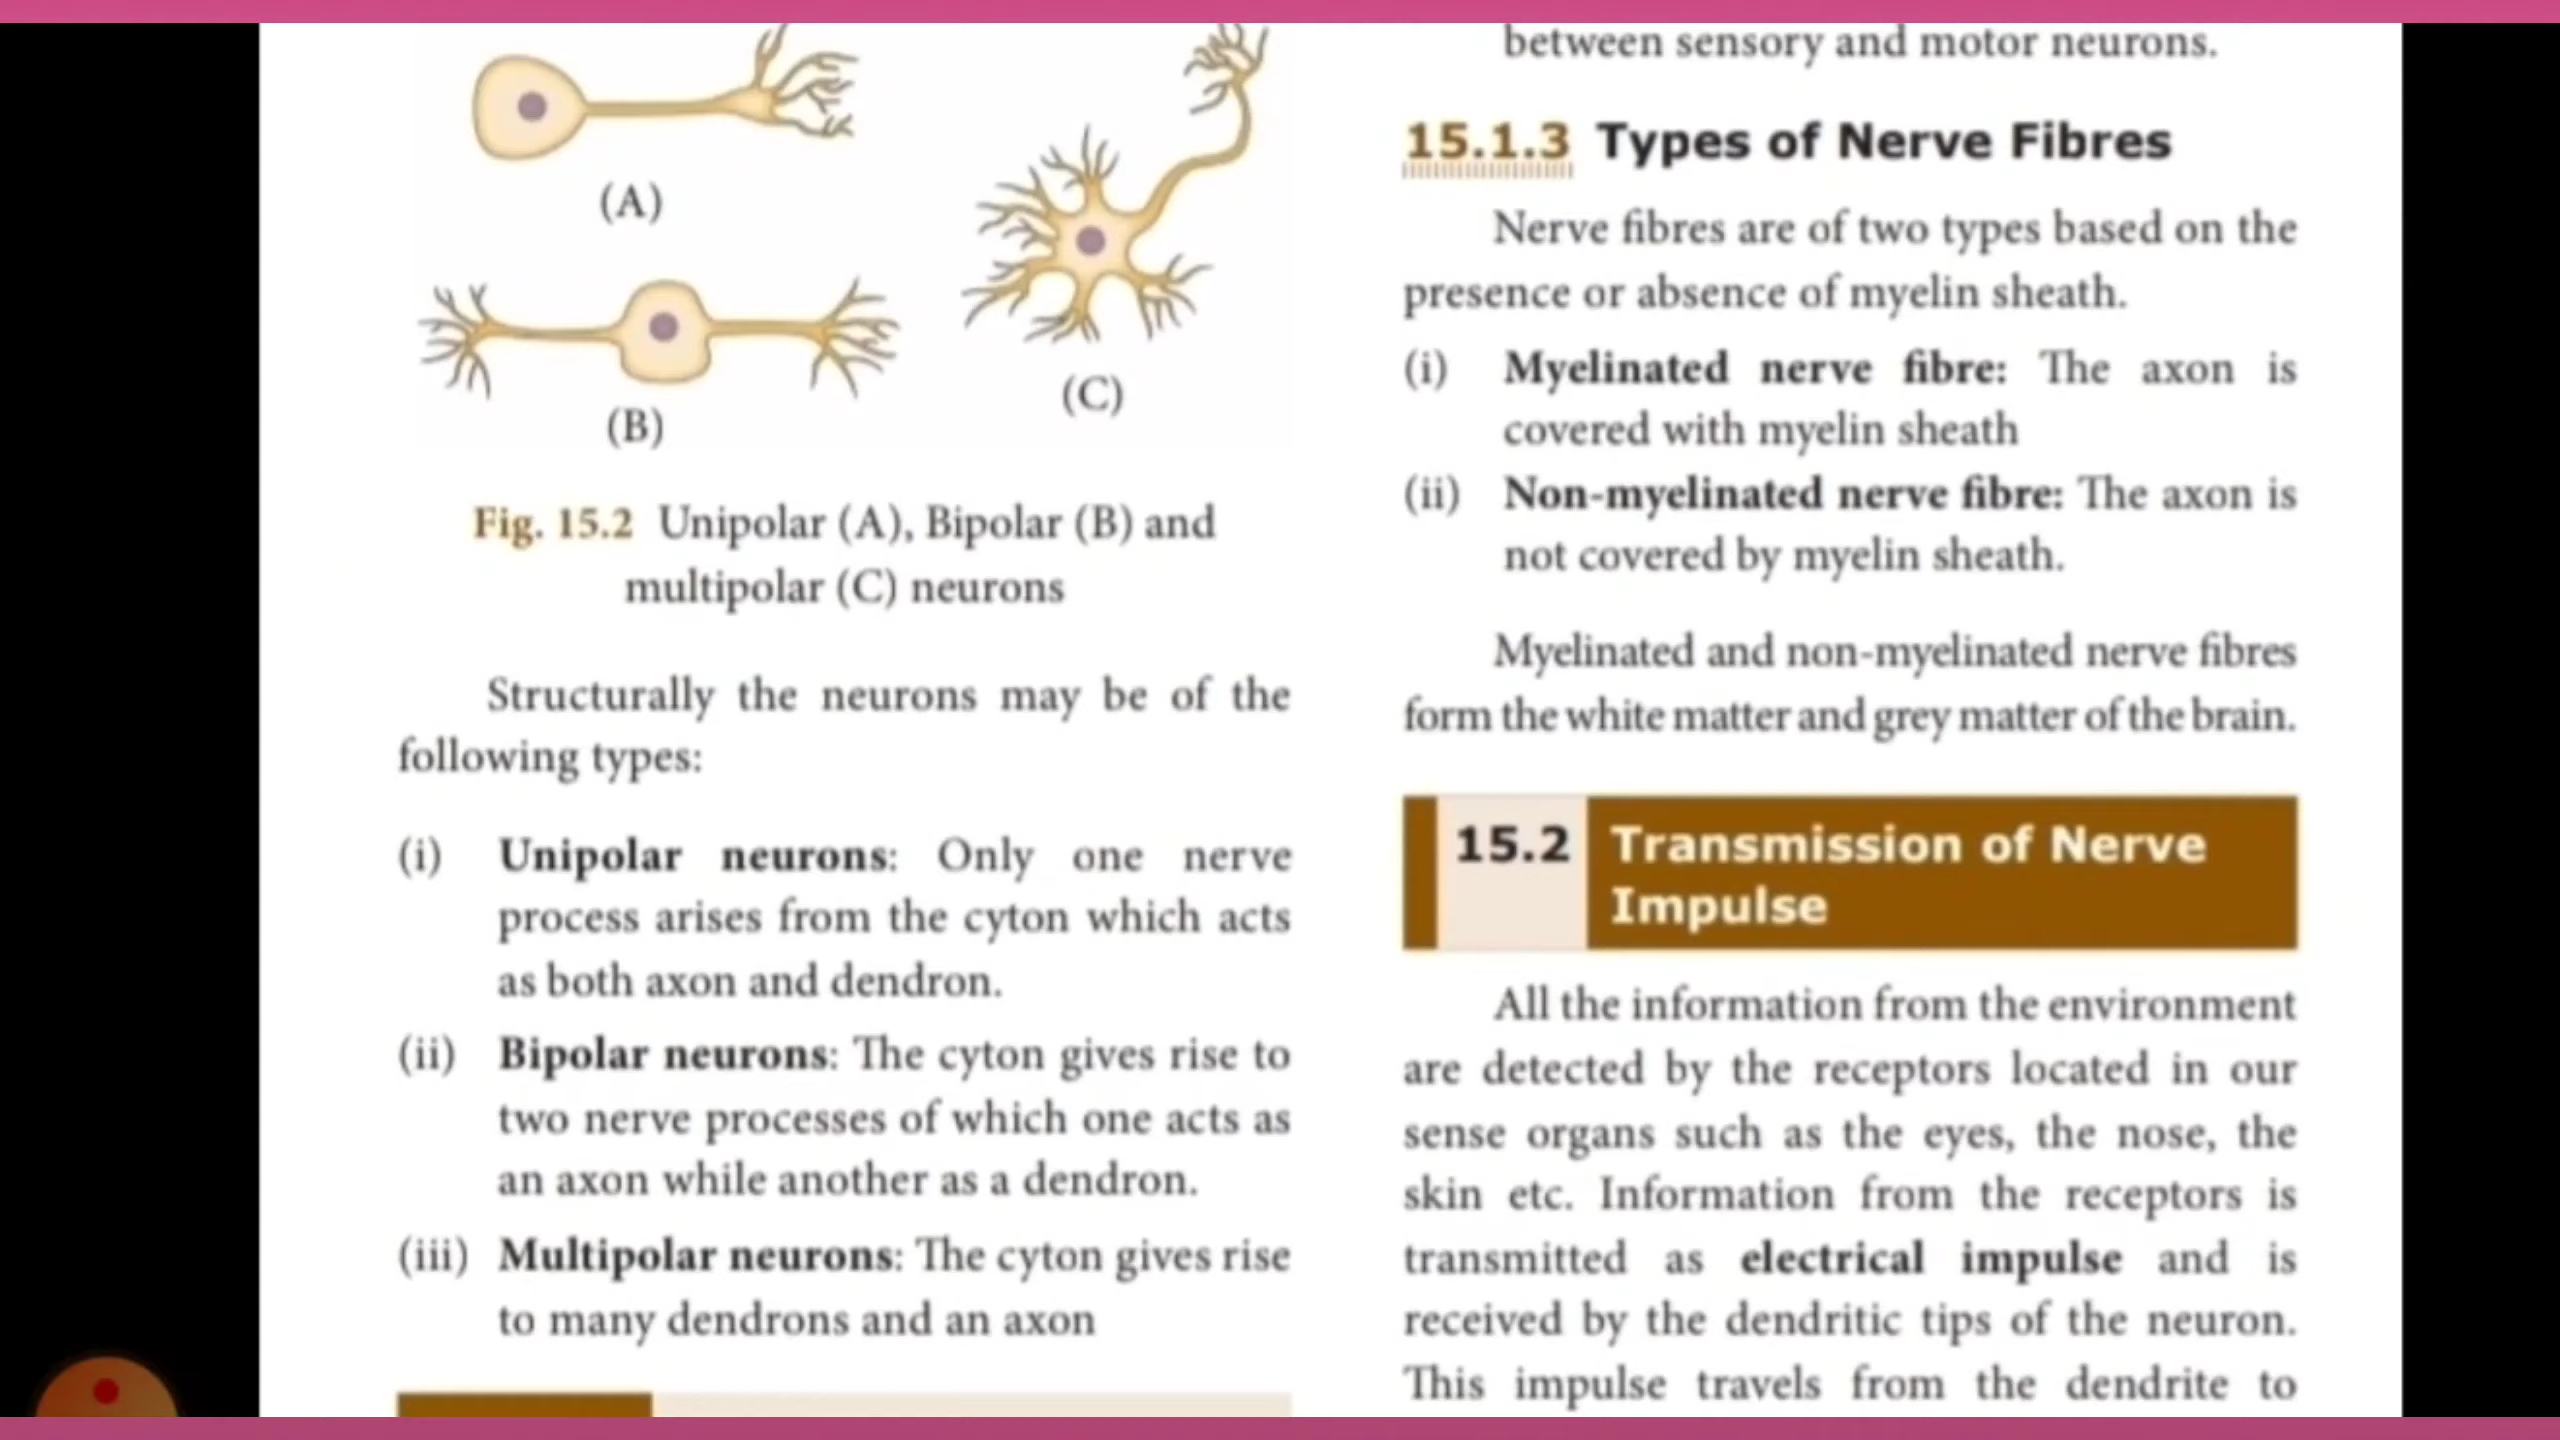 (A)
(B)
(C)
Fig. 15.2 Unipolar (A), Bipolar (B) and
multipolar (C) neurons
Structurally the neurons may be of the
following types:
(i) Unipolar neurons: Only one nerve
process arises from the cyton which acts
as both axon and dendron.
(ii) Bipolar neurons: The cyton gives rise to
two nerve processes of which one acts as
an axon while another as a dendron.
(iii) Multipolar neurons: The cyton gives rise
to many dendrons and an axon
between sensory and motor neurons.
15.1.3 Types of Nerve Fibres
Nerve fibres are of two types based on the
presence or absence of myelin sheath.
(i) Myelinated nerve fibre: The axon is
covered with myelin sheath
(ii) Non-myelinated nerve fibre: The axon is
not covered by myelin sheath.
Myelinated and non-myelinated nerve fibres
form the white matter and grey matter of the brain.
15.2 Transmission of Nerve
Impulse
All the information from the environment
are detected by the receptors located in our
sense organs such as the eyes, the nose, the
skin etc. Information from the receptors is
transmitted as electrical impulse and is
received by the dendritic tips of the neuron.
This impulse travels from the dendrite to